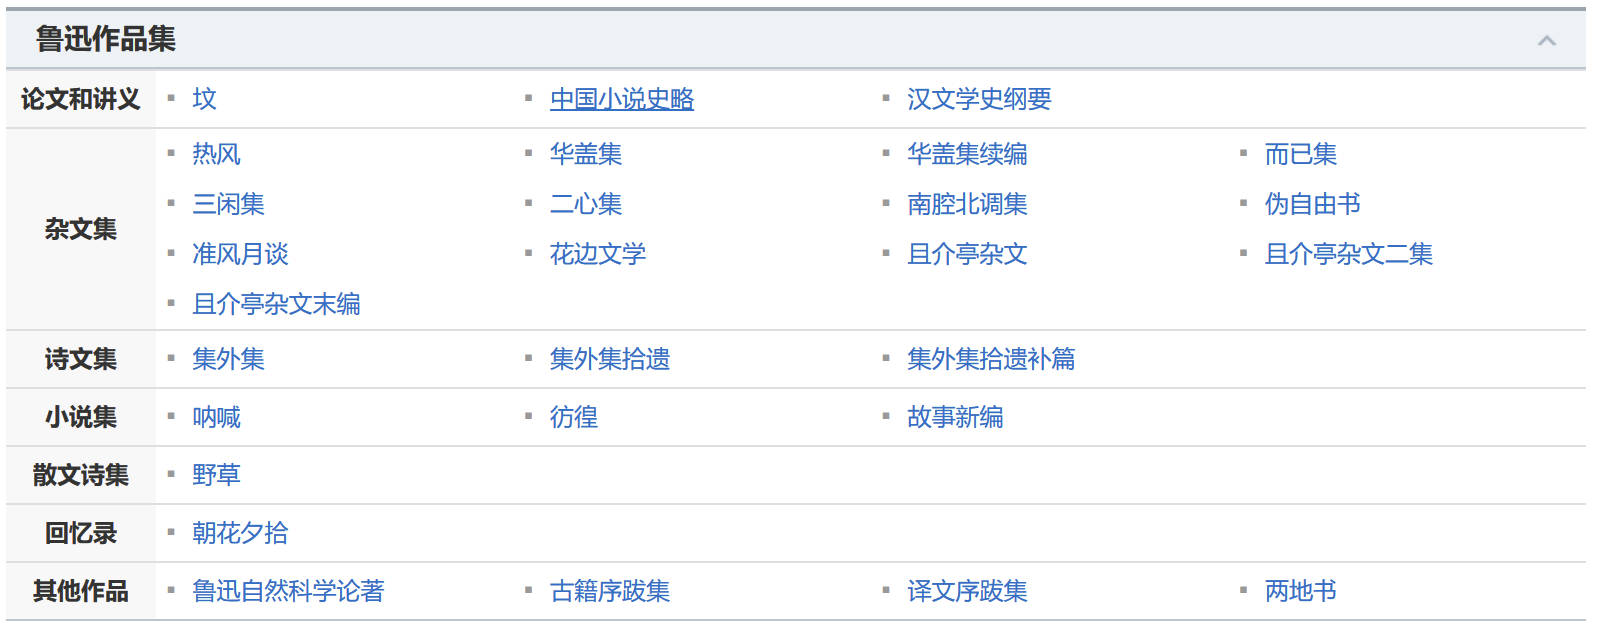 鲁迅作品集
论文和讲义 ▪ 坟 ▪ 中国小说史略 ▪ 汉文学史纲要
杂文集 ▪ 热风 ▪ 华盖集 ▪ 华盖集续编 ▪ 而已集
▪ 三闲集 ▪ 二心集 ▪ 南腔北调集 ▪ 伪自由书
▪ 准风月谈 ▪ 花边文学 ▪ 且介亭杂文 ▪ 且介亭杂文二集
▪ 且介亭杂文末编
诗文集 ▪ 集外集 ▪ 集外集拾遗 ▪ 集外集拾遗补篇
小说集 ▪ 呐喊 ▪ 彷徨 ▪ 故事新编
散文诗集 ▪ 野草
回忆录 ▪ 朝花夕拾
其他作品 ▪ 鲁迅自然科学论著 ▪ 古籍序跋集 ▪ 译文序跋集 ▪ 两地书